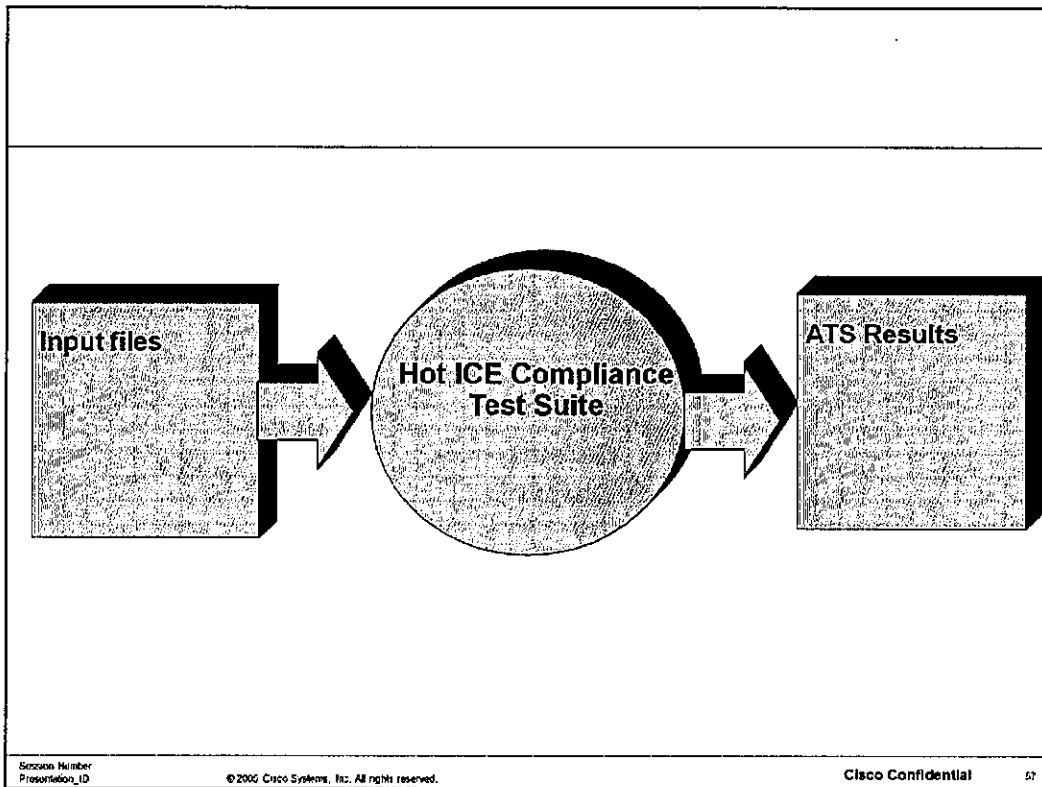 Input files
Hot ICE Compliance
Test Suite
ATS Results
Session Number
Presentation_ID
© 2005 Cisco Systems, Inc. All rights reserved.
Cisco Confidential